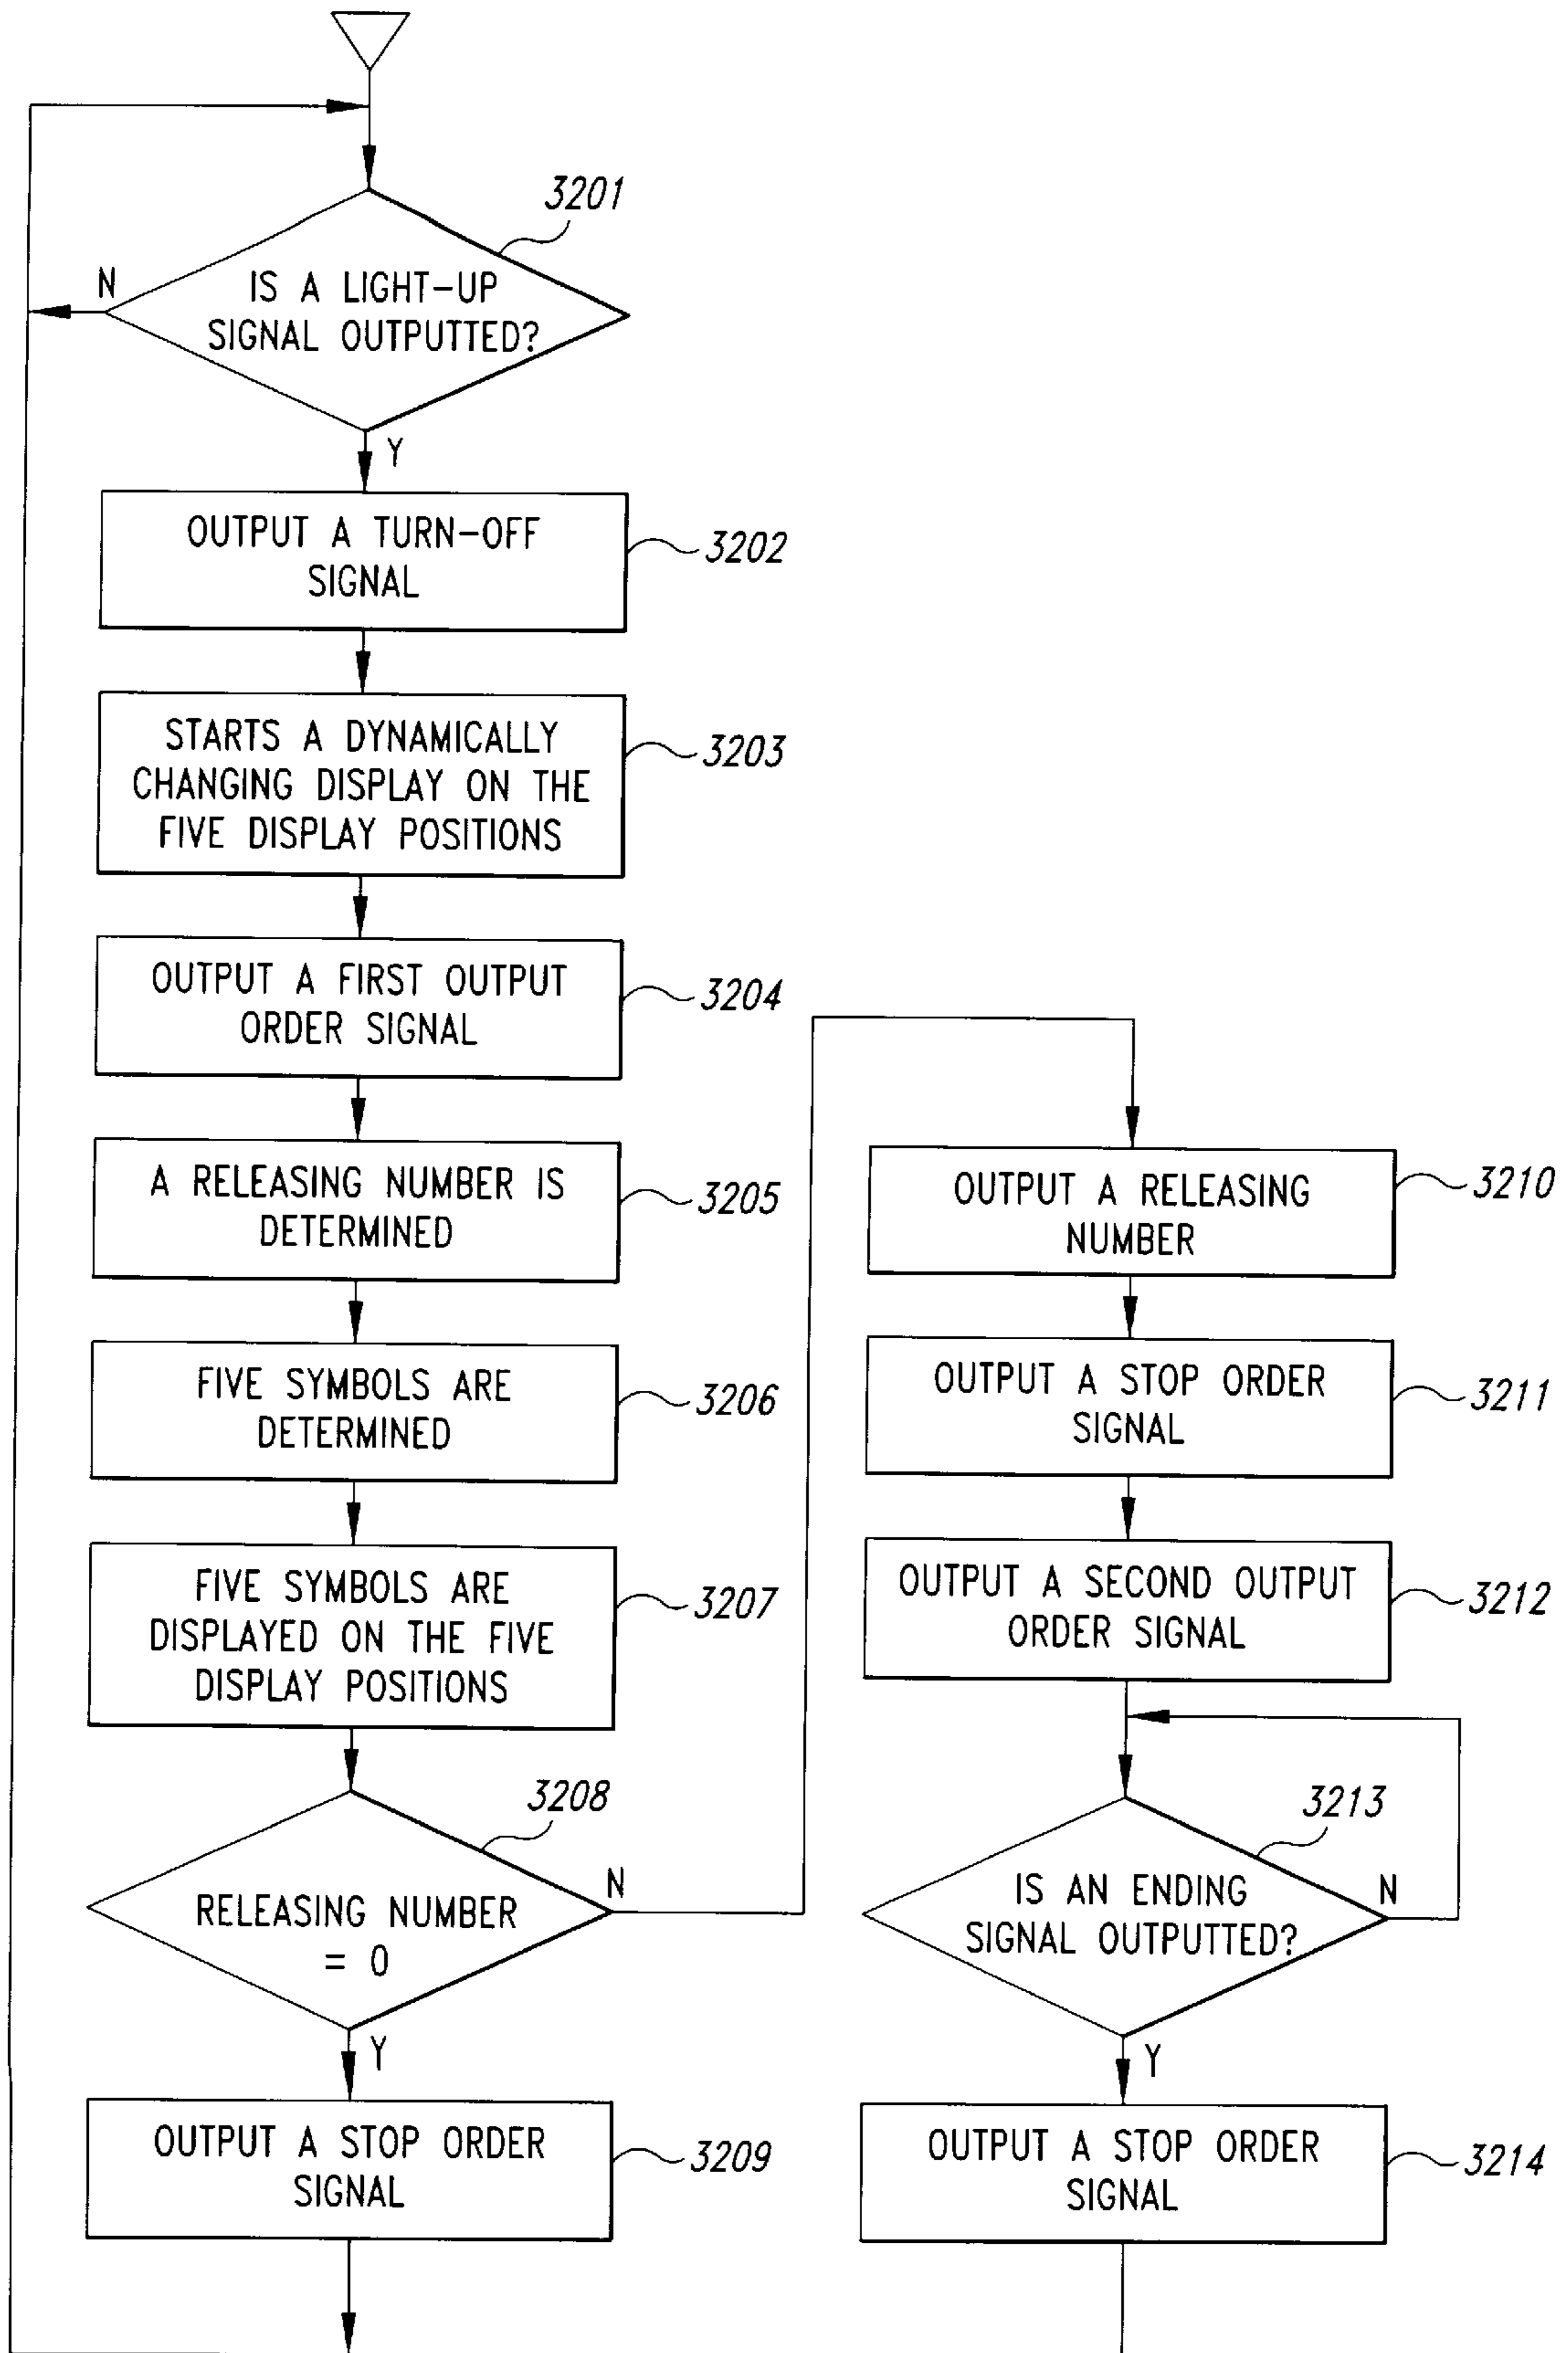 3201
N
IS A LIGHT-UP
SIGNAL OUTPUTTED?
Y
OUTPUT A TURN-OFF
SIGNAL
3202
STARTS A DYNAMICALLY
CHANGING DISPLAY ON THE
FIVE DISPLAY POSITIONS
3203
OUTPUT A FIRST OUTPUT
ORDER SIGNAL
3204
A RELEASING NUMBER IS
DETERMINED
3205
FIVE SYMBOLS ARE
DETERMINED
3206
FIVE SYMBOLS ARE
DISPLAYED ON THE FIVE
DISPLAY POSITIONS
3207
3208
RELEASING NUMBER
= 0
N
Y
OUTPUT A STOP ORDER
SIGNAL
3209
OUTPUT A RELEASING
NUMBER
3210
OUTPUT A STOP ORDER
SIGNAL
3211
OUTPUT A SECOND OUTPUT
ORDER SIGNAL
3212
3213
IS AN ENDING
SIGNAL OUTPUTTED?
N
Y
OUTPUT A STOP ORDER
SIGNAL
3214